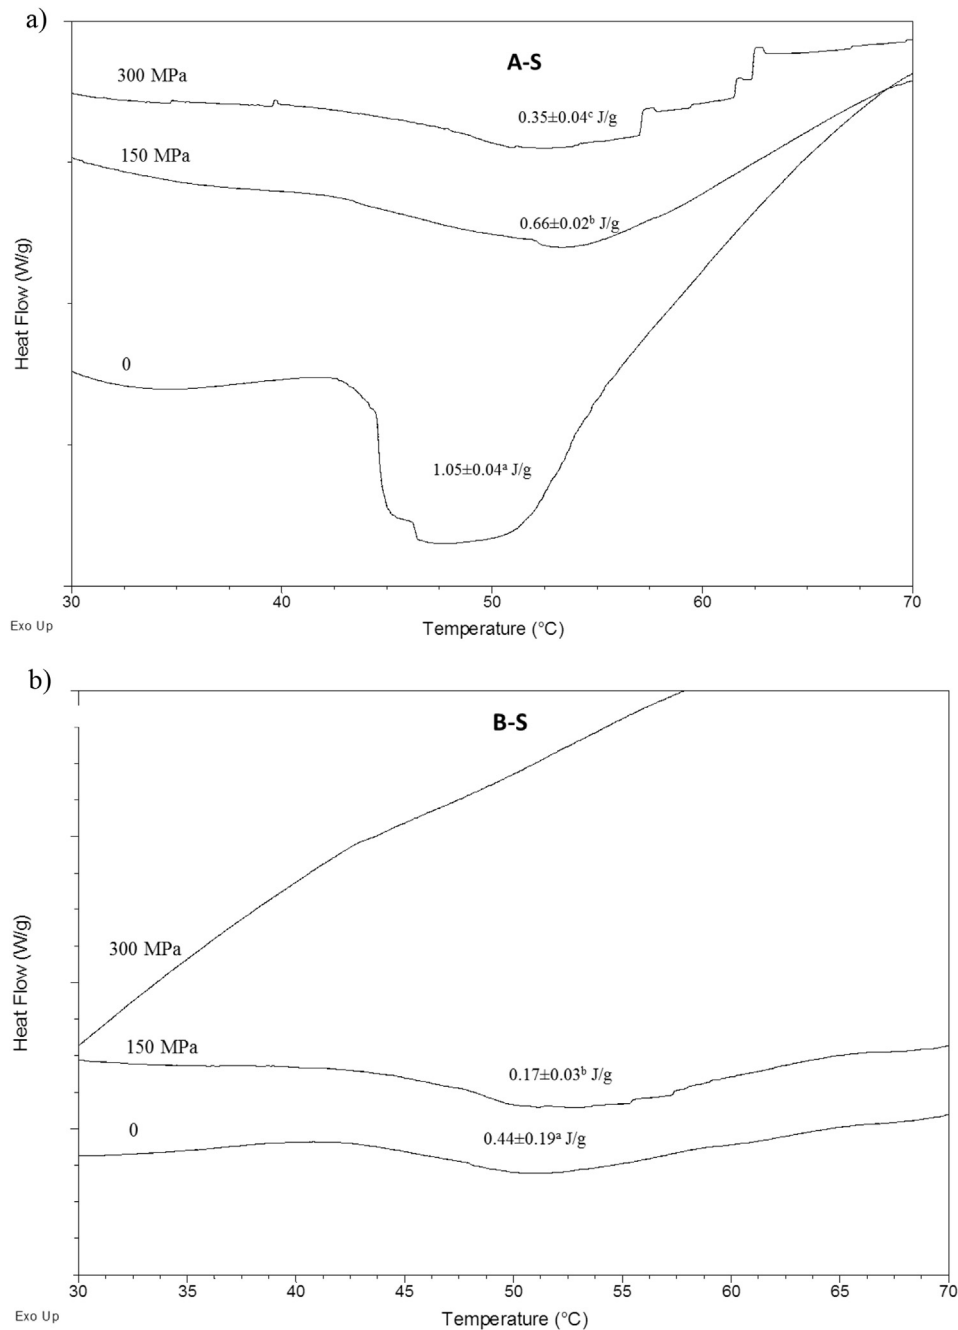 a)
A-S
300 MPa
0.35±0.04ᶜ J/g
150 MPa
0.66±0.02ᵇ J/g
0
1.05±0.04ᵃ J/g
Heat Flow (W/g)
30 40 50 60 70
Exo Up
Temperature (°C)
b)
B-S
300 MPa
150 MPa
0.17±0.03ᵇ J/g
0
0.44±0.19ᵃ J/g
Heat Flow (W/g)
30 35 40 45 50 55 60 65 70
Exo Up
Temperature (°C)